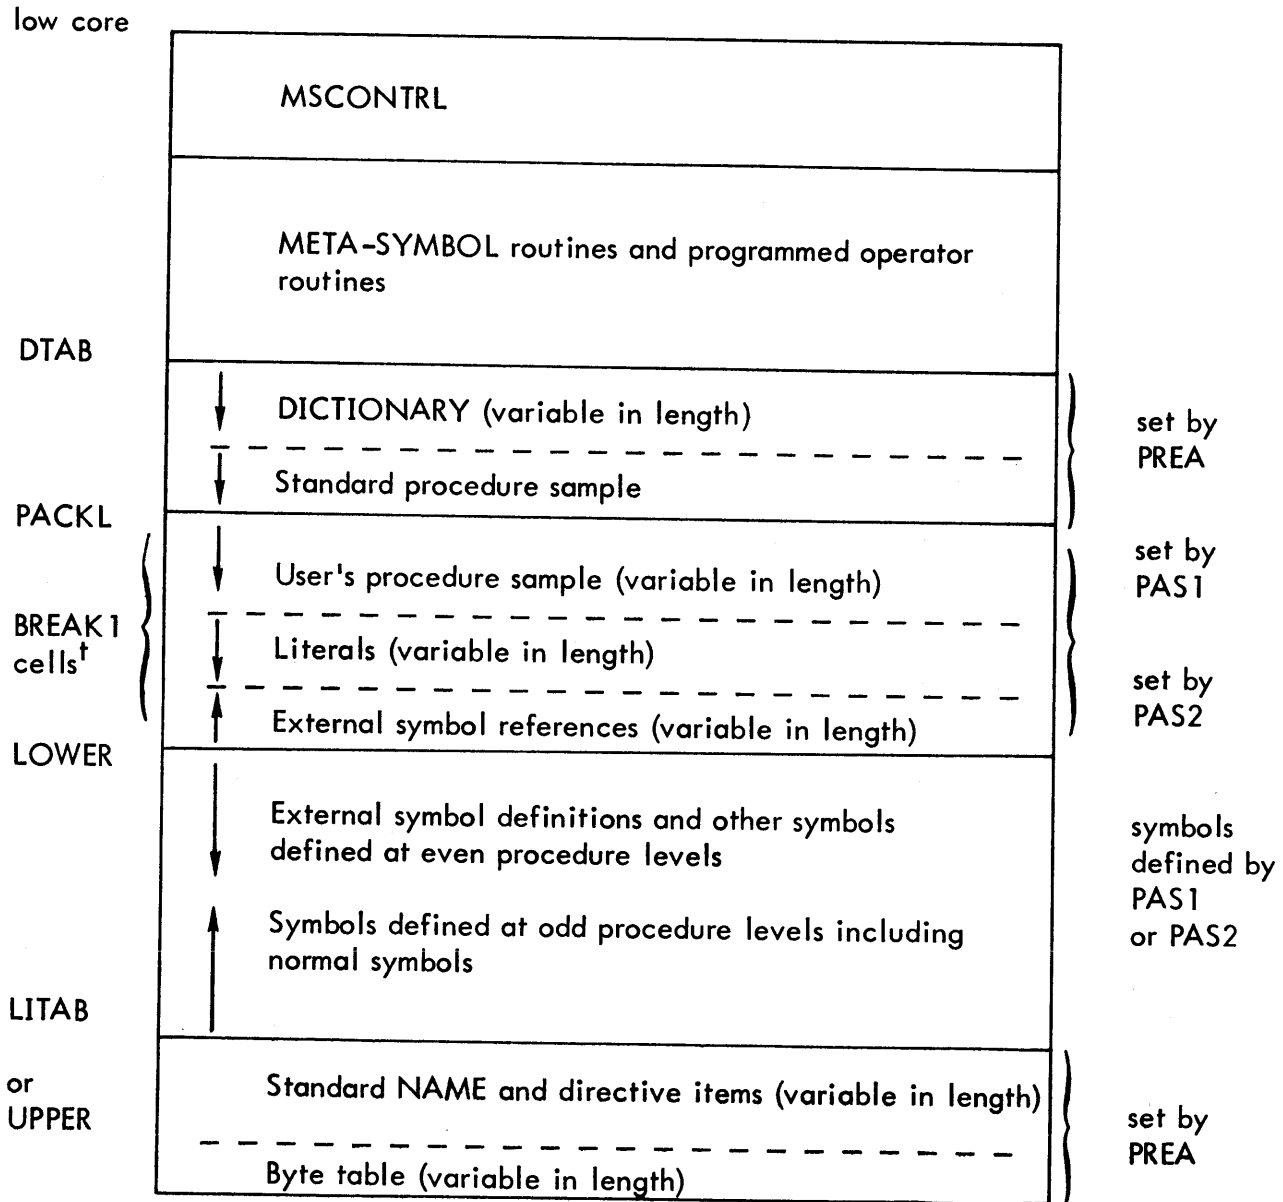 low core
MSCONTRL
META-SYMBOL routines and programmed operator
routines
DTAB
DICTIONARY (variable in length)
set by
PREA
Standard procedure sample
PACKL
set by
PAS1
User's procedure sample (variable in length)
BREAK1
cells†
Literals (variable in length)
set by
PAS2
External symbol references (variable in length)
LOWER
External symbol definitions and other symbols
defined at even procedure levels
symbols
defined by
PAS1
or PAS2
Symbols defined at odd procedure levels including
normal symbols
LITAB
or
UPPER
Standard NAME and directive items (variable in length)
set by
PREA
Byte table (variable in length)